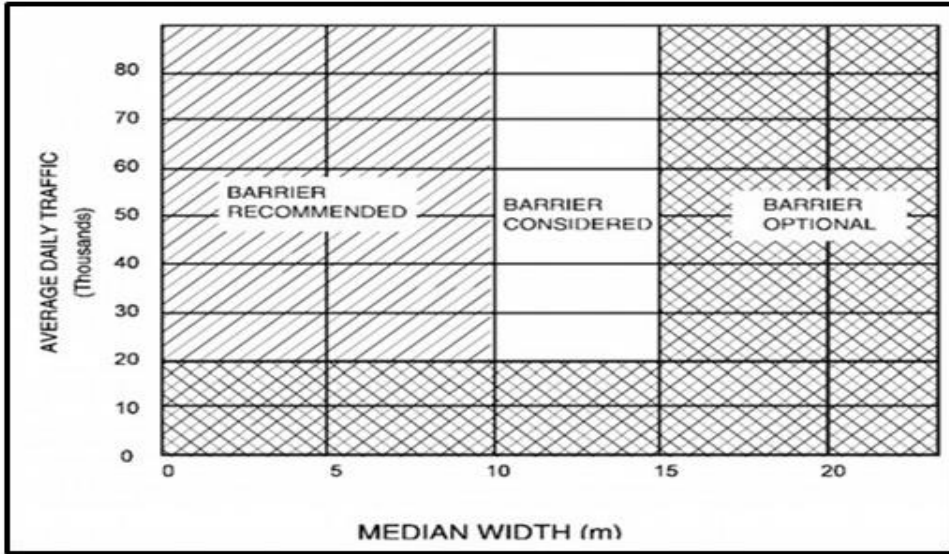 AVERAGE DAILY TRAFFIC
(Thousands)
80
70
60
50
40
30
20
10
0
BARRIER
RECOMMENDED
BARRIER
CONSIDERED
BARRIER
OPTIONAL
0 5 10 15 20
MEDIAN WIDTH (m)